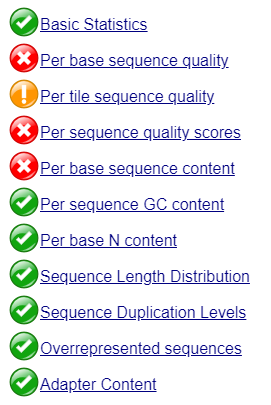 Basic Statistics
Per base sequence quality
Per tile sequence quality
Per sequence quality scores
Per base sequence content
Per sequence GC content
Per base N content
Sequence Length Distribution
Sequence Duplication Levels
Overrepresented sequences
Adapter Content